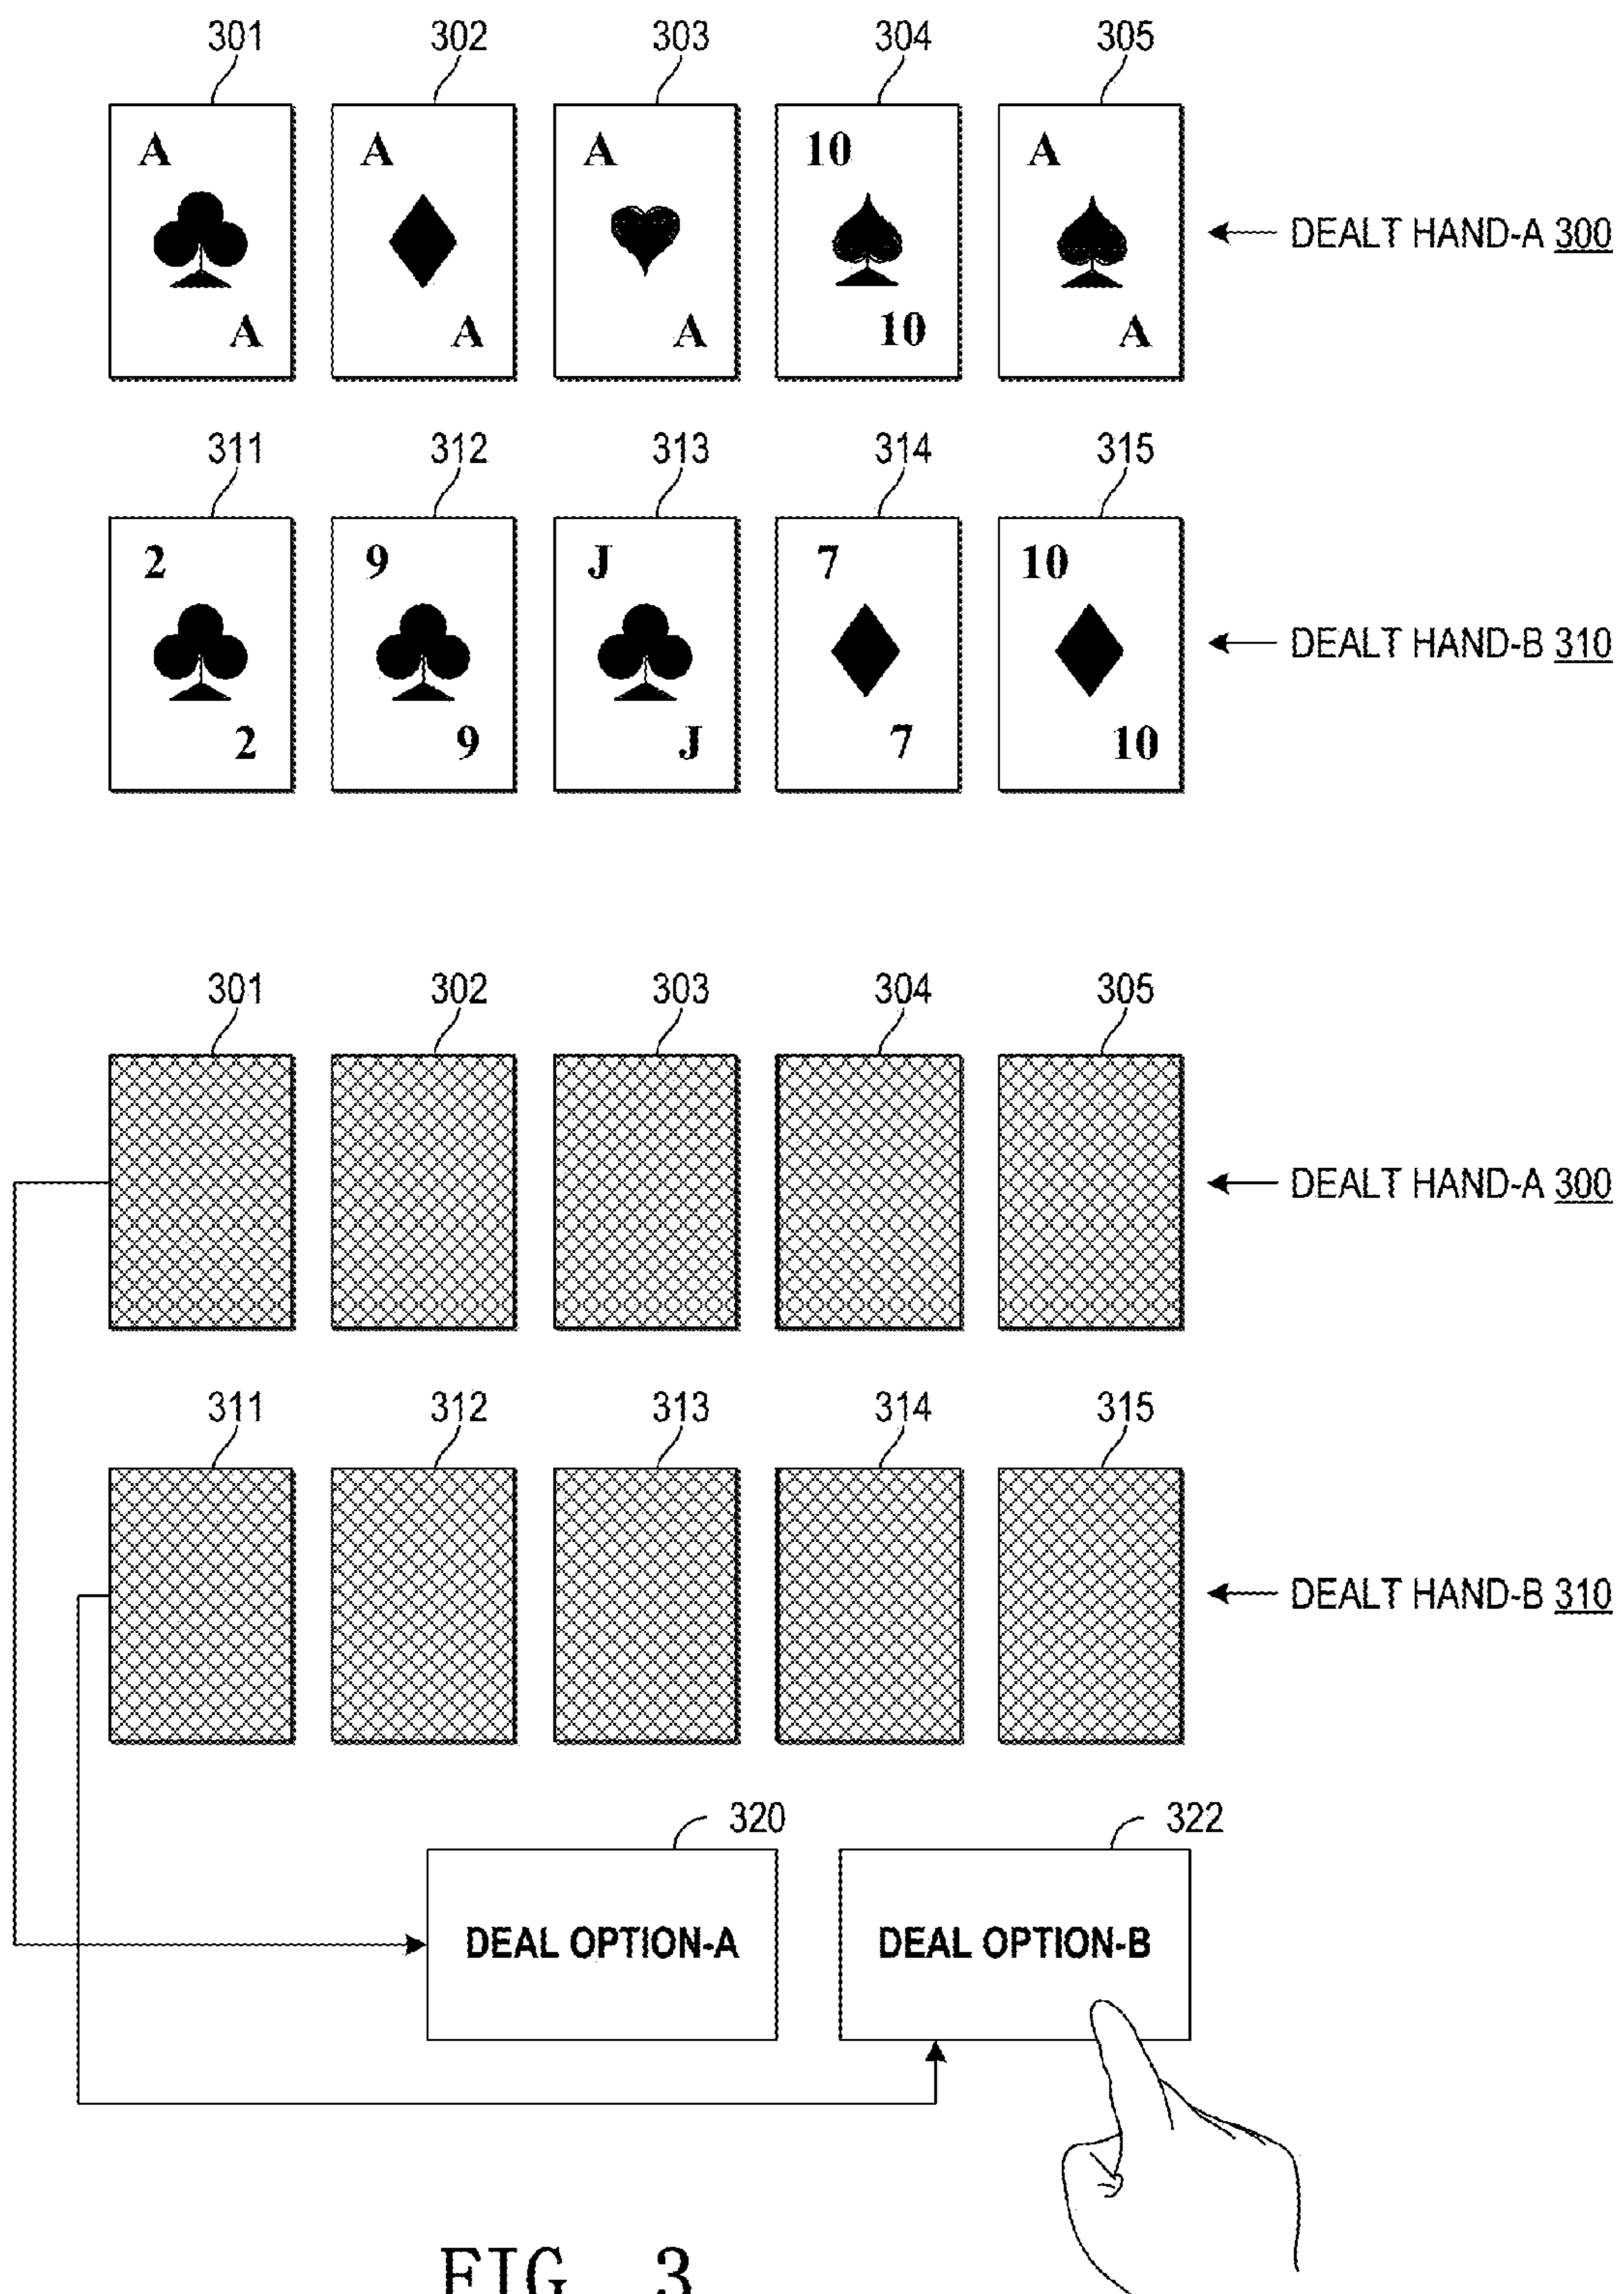 301 302 303 304 305
A A A 10 A
DEALT HAND-A 300
A A A 10 A
311 312 313 314 315
2 9 J 7 10
DEALT HAND-B 310
2 9 J 7 10
301 302 303 304 305
DEALT HAND-A 300
311 312 313 314 315
DEALT HAND-B 310
320 322
DEAL OPTION-A DEAL OPTION-B
FIG. 3